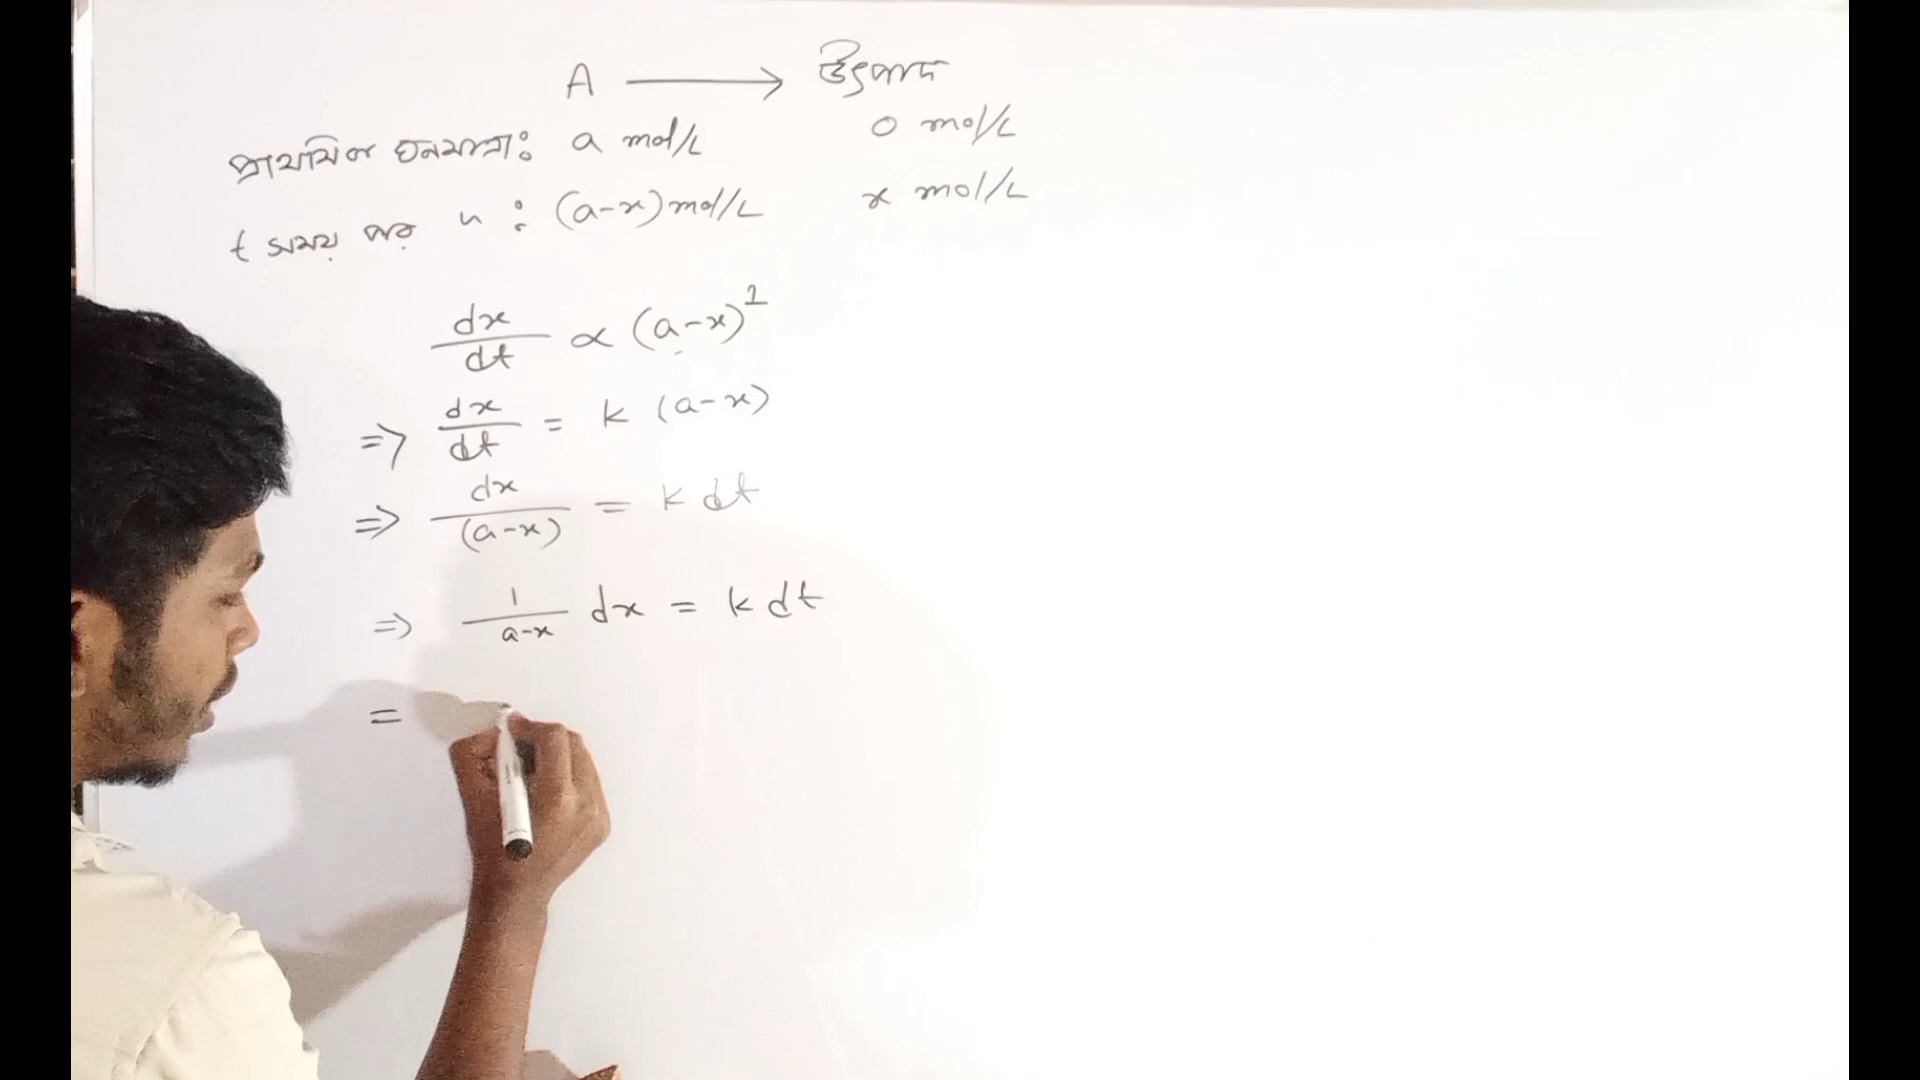 A ⟶ উৎপাদ
প্রাথমিক ঘনমাত্রা : a mol/L 0 mol/L
t সময় পর " : (a-x) mol/L x mol/L
dx/dt ∝ (a-x)^1
=> dx/dt = k (a-x)
=> dx/(a-x) = k dt
=> 1/(a-x) dx = k dt
=